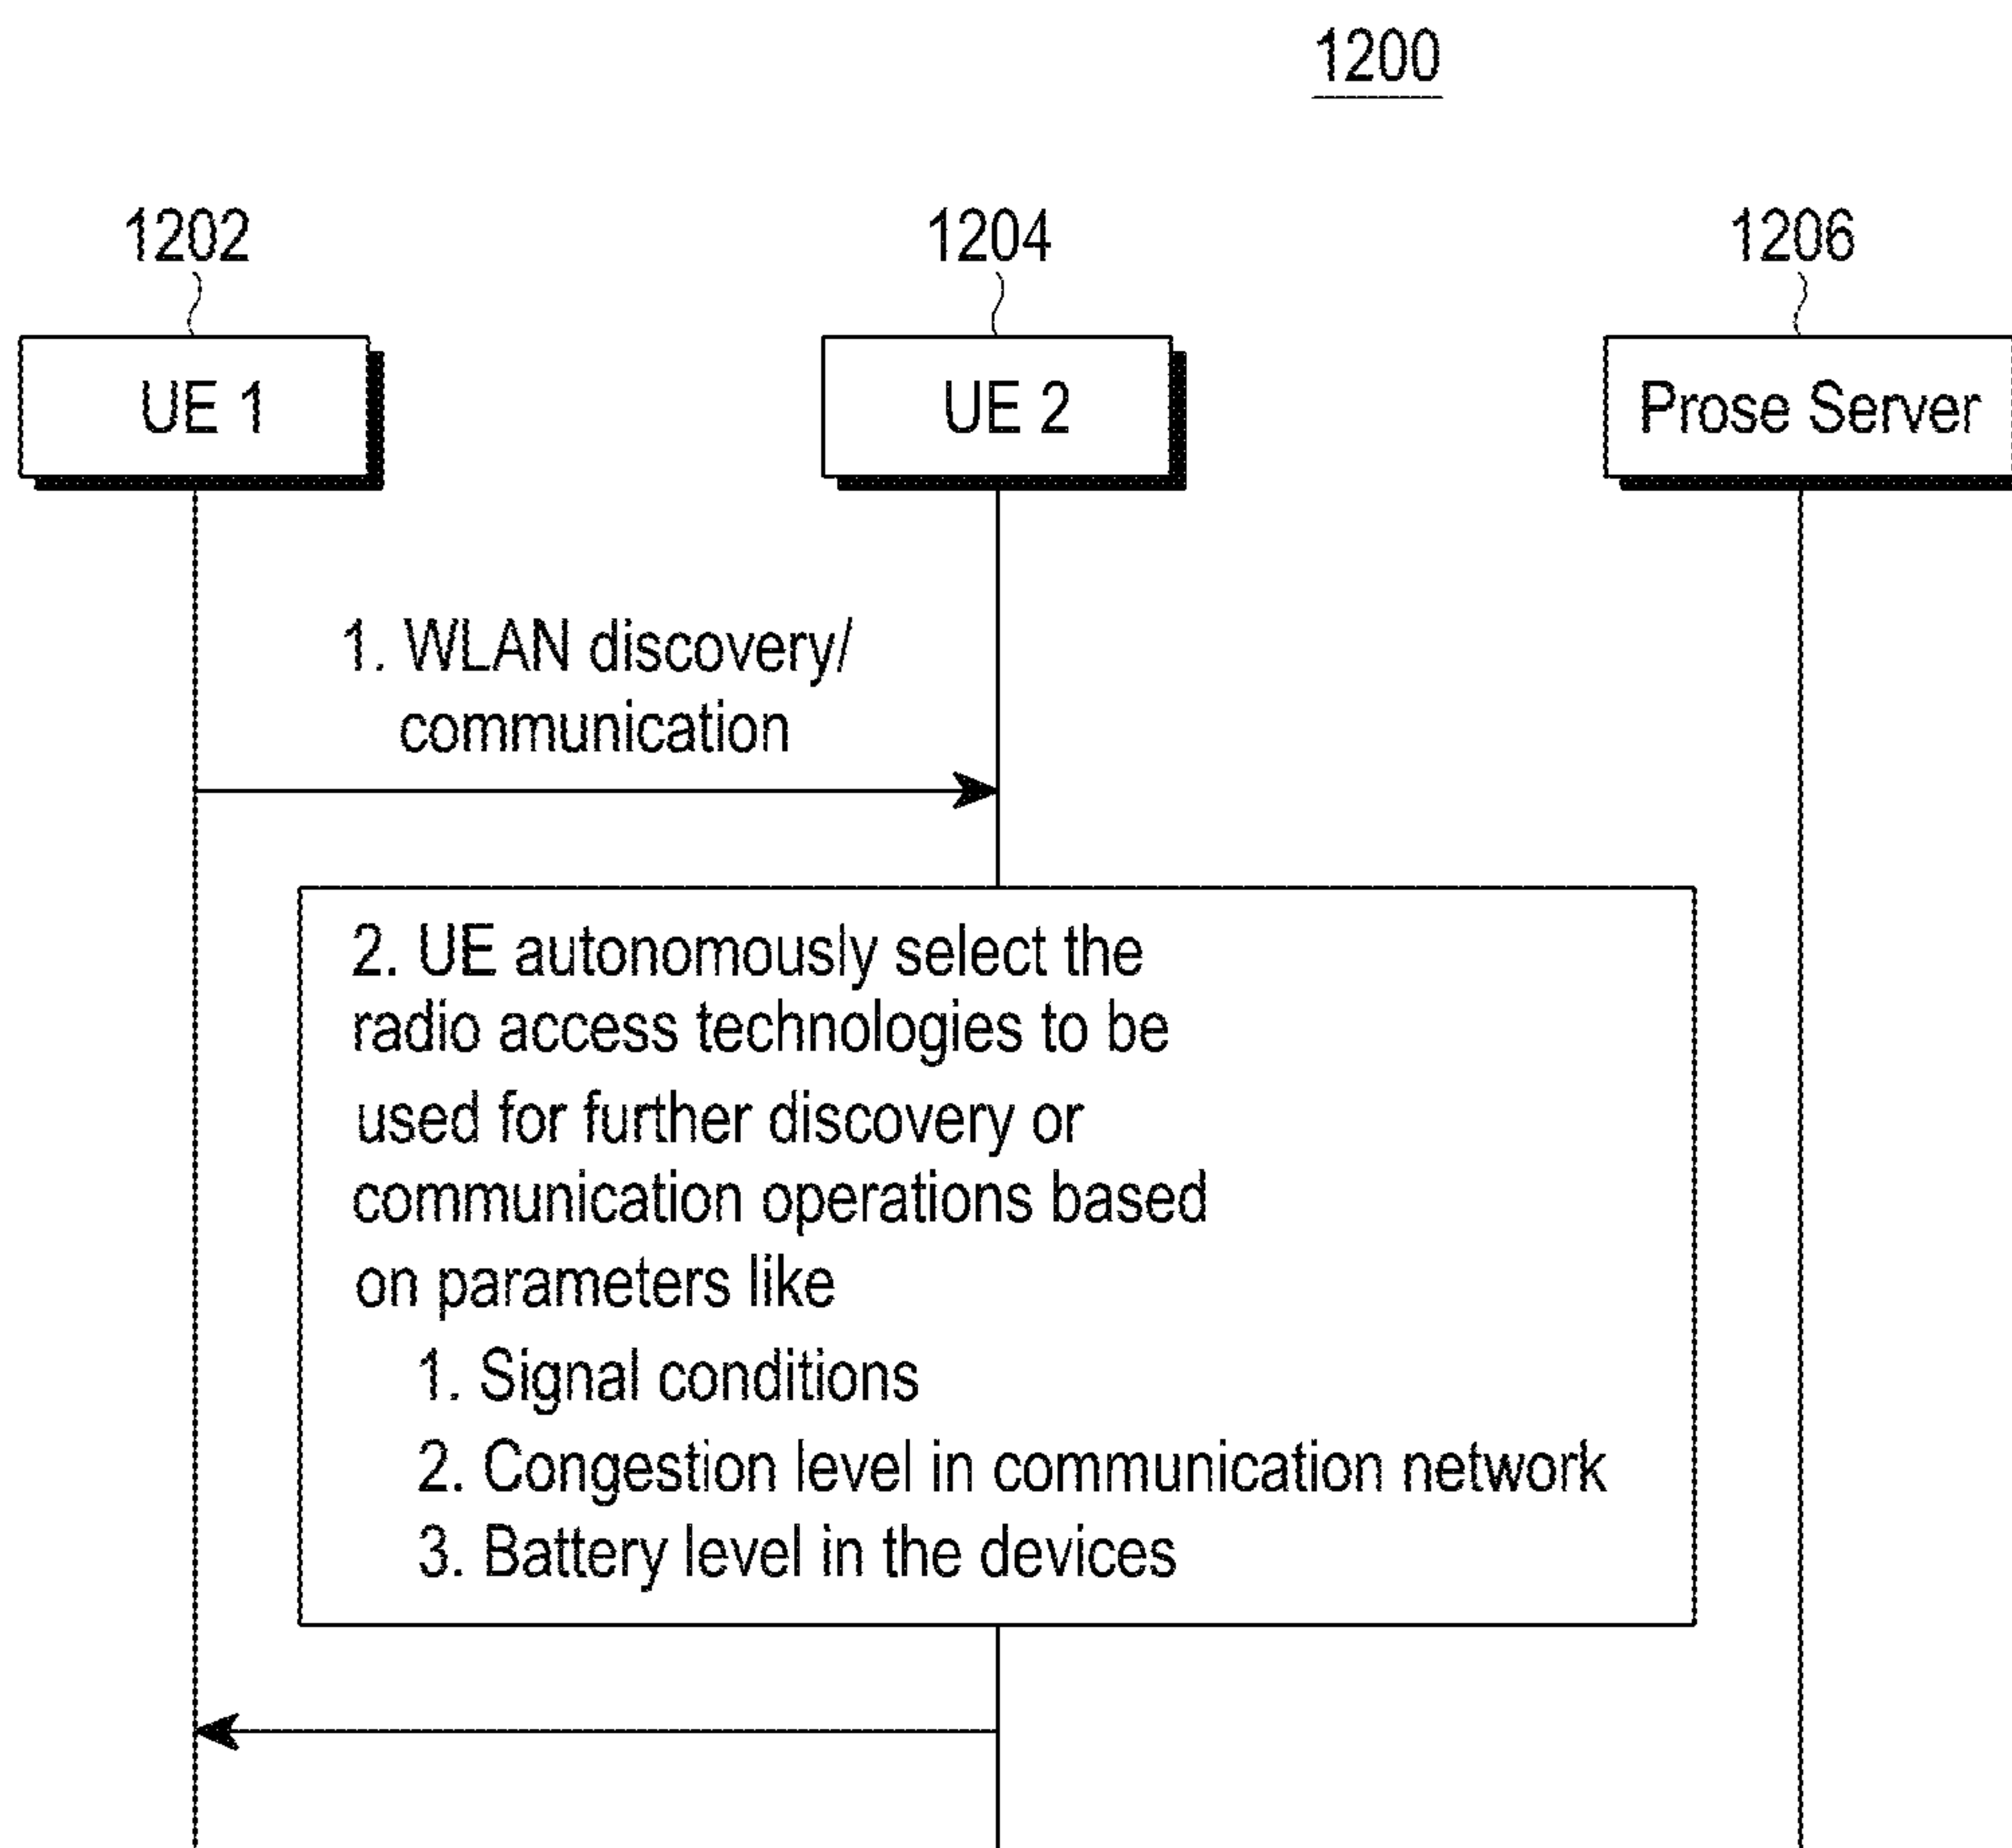 1200
1202
1204
1206
UE 1
UE 2
Prose Server
1. WLAN discovery/
communication
2. UE autonomously select the
radio access technologies to be
used for further discovery or
communication operations based
on parameters like
1. Signal conditions
2. Congestion level in communication network
3. Battery level in the devices